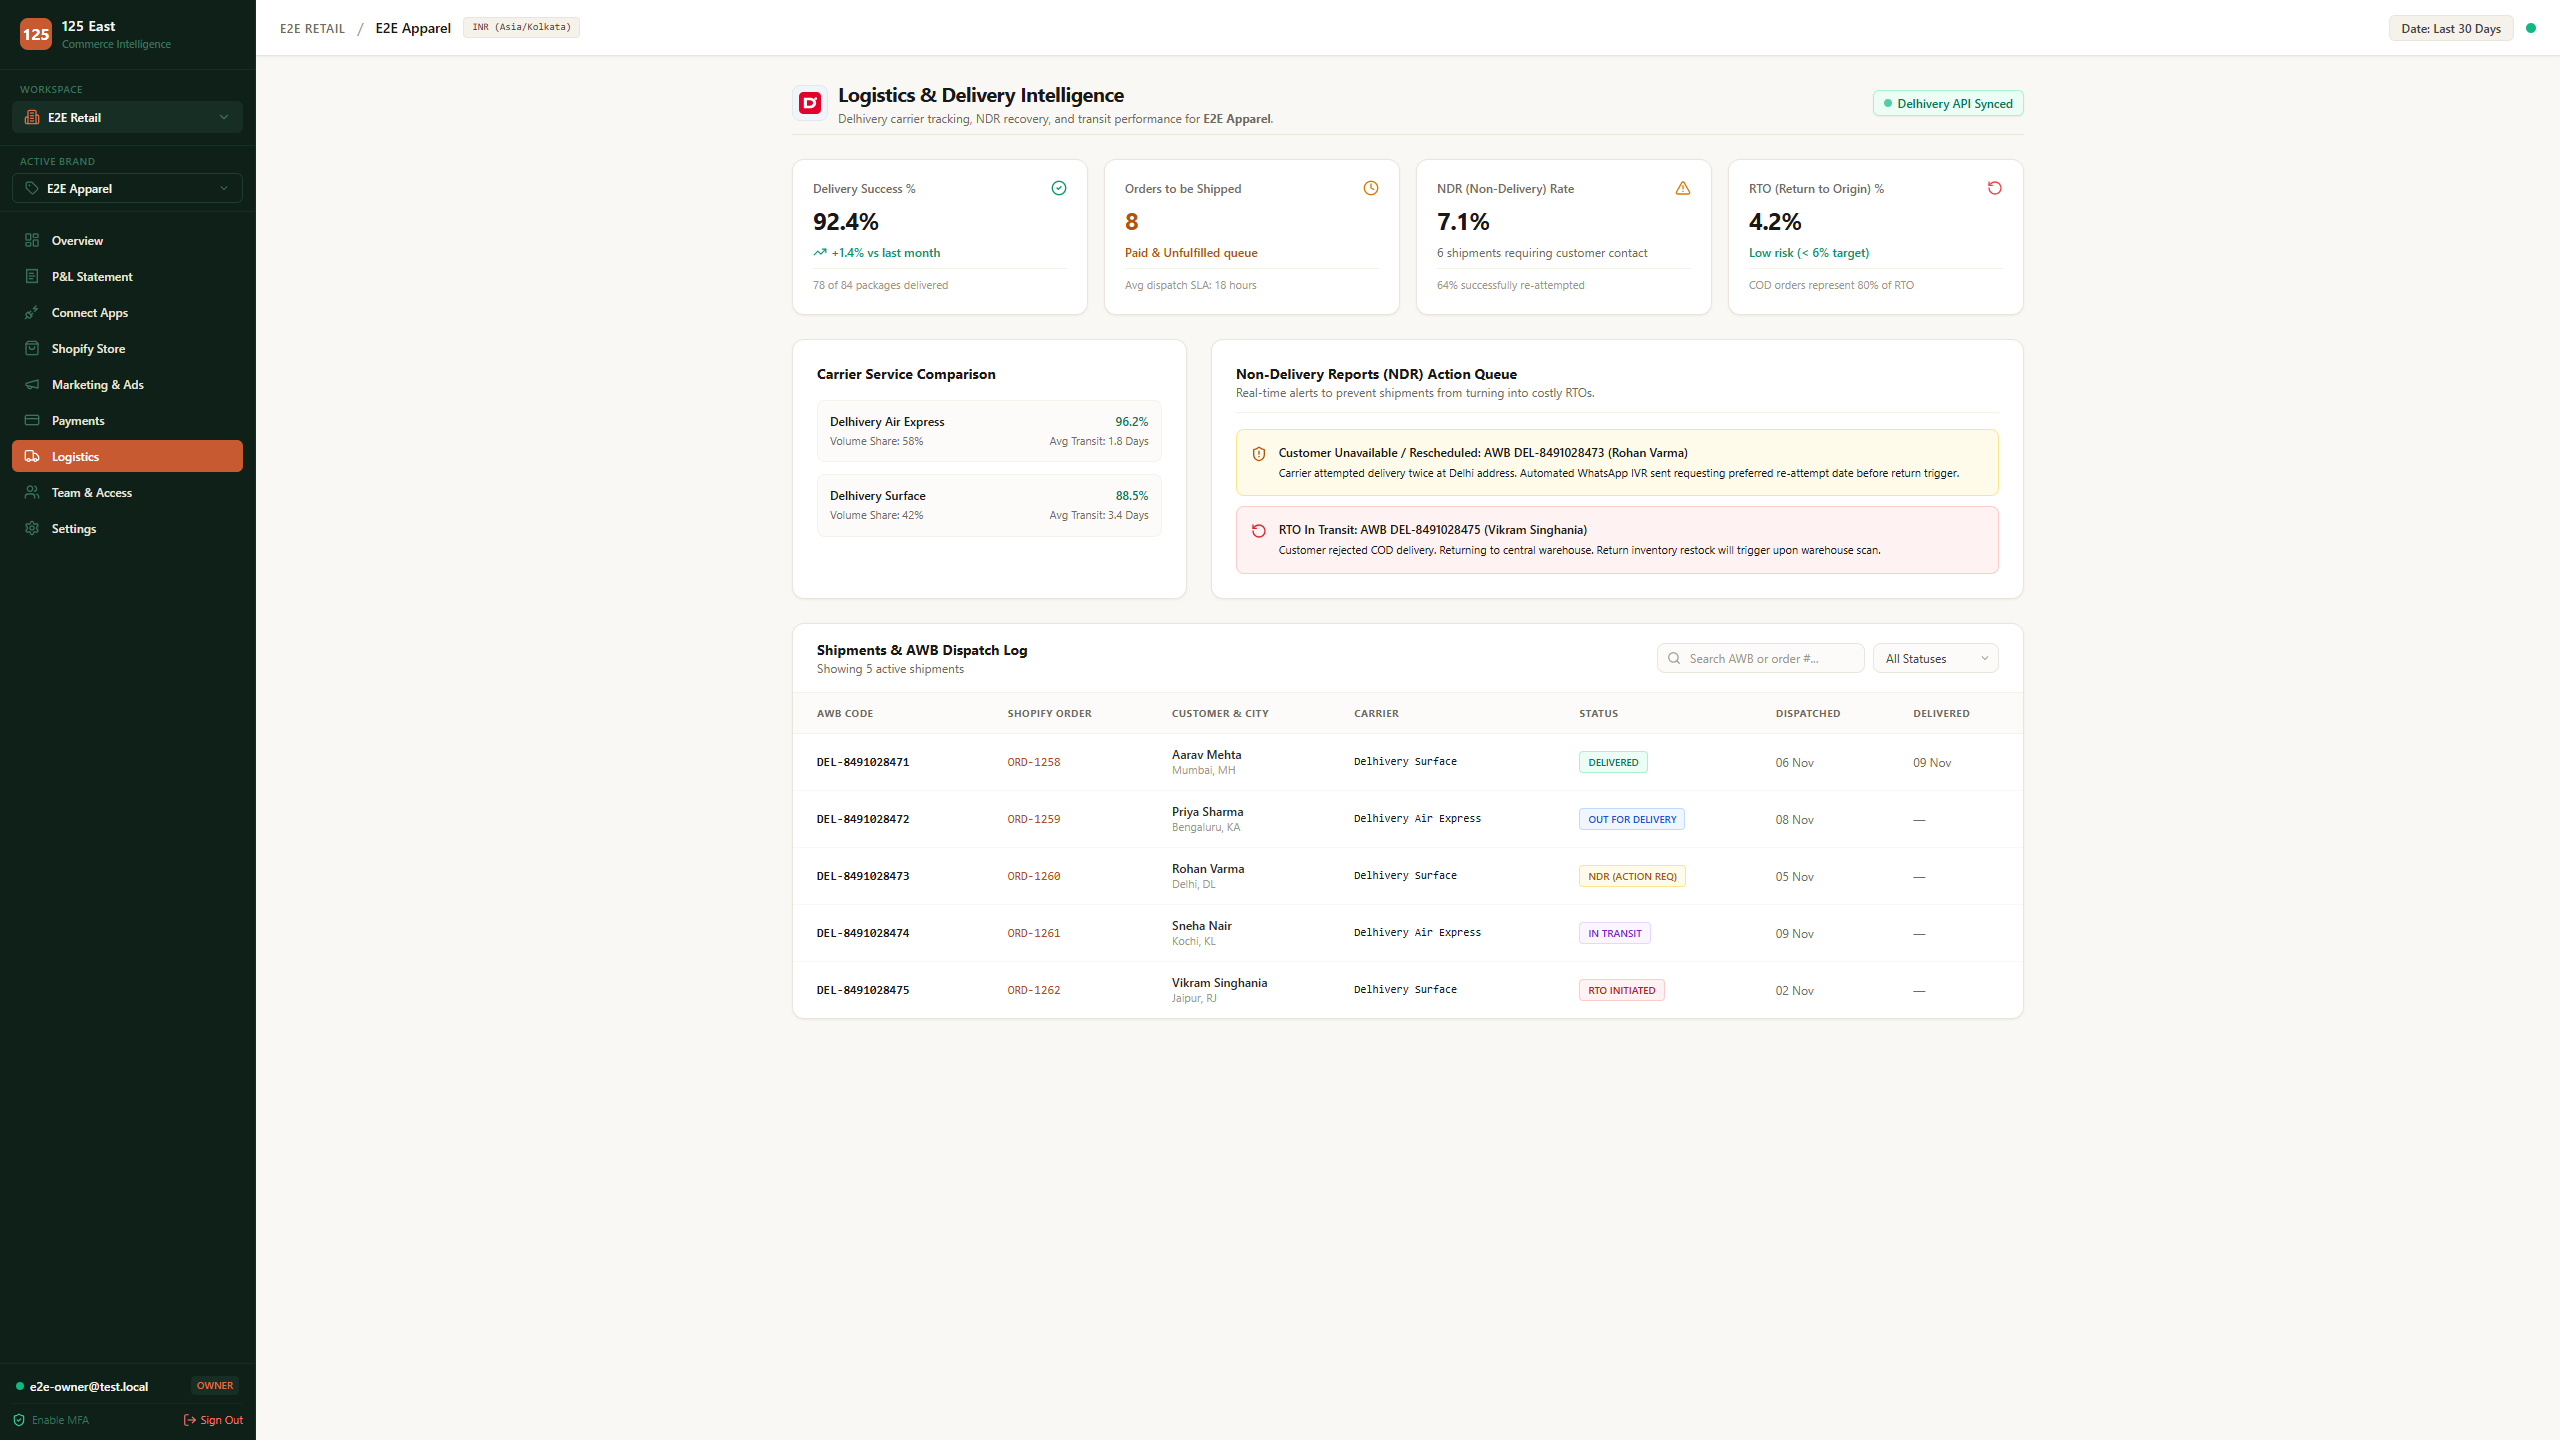 125
125 East
Commerce Intelligence
WORKSPACE
E2E Retail
ACTIVE BRAND
E2E Apparel
Overview
P&L Statement
Connect Apps
Shopify Store
Marketing & Ads
Payments
Logistics
Team & Access
Settings
e2e-owner@test.local
OWNER
Enable MFA
Sign Out
E2E RETAIL / E2E Apparel INR (Asia/Kolkata)
Date: Last 30 Days
D
Logistics & Delivery Intelligence
Delhivery carrier tracking, NDR recovery, and transit performance for E2E Apparel.
Delhivery API Synced
Delivery Success %
92.4%
+1.4% vs last month
78 of 84 packages delivered
Orders to be Shipped
8
Paid & Unfulfilled queue
Avg dispatch SLA: 18 hours
NDR (Non-Delivery) Rate
7.1%
6 shipments requiring customer contact
64% successfully re-attempted
RTO (Return to Origin) %
4.2%
Low risk (< 6% target)
COD orders represent 80% of RTO
Carrier Service Comparison
Delhivery Air Express 96.2%
Volume Share: 58% Avg Transit: 1.8 Days
Delhivery Surface 88.5%
Volume Share: 42% Avg Transit: 3.4 Days
Non-Delivery Reports (NDR) Action Queue
Real-time alerts to prevent shipments from turning into costly RTOs.
Customer Unavailable / Rescheduled: AWB DEL-8491028473 (Rohan Varma)
Carrier attempted delivery twice at Delhi address. Automated WhatsApp IVR sent requesting preferred re-attempt date before return trigger.
RTO In Transit: AWB DEL-8491028475 (Vikram Singhania)
Customer rejected COD delivery. Returning to central warehouse. Return inventory restock will trigger upon warehouse scan.
Shipments & AWB Dispatch Log
Showing 5 active shipments
Search AWB or order #...
All Statuses
AWB CODE SHOPIFY ORDER CUSTOMER & CITY CARRIER STATUS DISPATCHED DELIVERED
DEL-8491028471 ORD-1258 Aarav Mehta Delhivery Surface DELIVERED 06 Nov 09 Nov
Mumbai, MH
DEL-8491028472 ORD-1259 Priya Sharma Delhivery Air Express OUT FOR DELIVERY 08 Nov —
Bengaluru, KA
DEL-8491028473 ORD-1260 Rohan Varma Delhivery Surface NDR (ACTION REQ) 05 Nov —
Delhi, DL
DEL-8491028474 ORD-1261 Sneha Nair Delhivery Air Express IN TRANSIT 09 Nov —
Kochi, KL
DEL-8491028475 ORD-1262 Vikram Singhania Delhivery Surface RTO INITIATED 02 Nov —
Jaipur, RJ